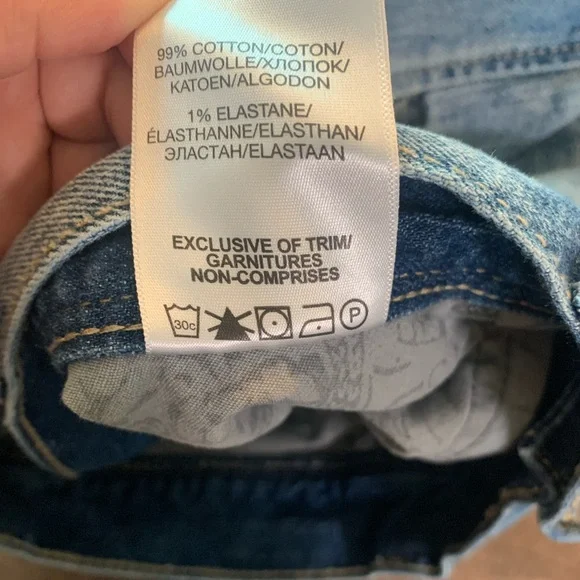 99% COTTON/COTON/
BAUMWOLLE/ХЛОПОК/
KATOEN/ALGODON
1% ELASTANE/
ÉLASTHANNE/ELASTHAN/
ЭЛАСТАН/ELASTAAN
EXCLUSIVE OF TRIM/
GARNITURES
NON-COMPRISES
30c P